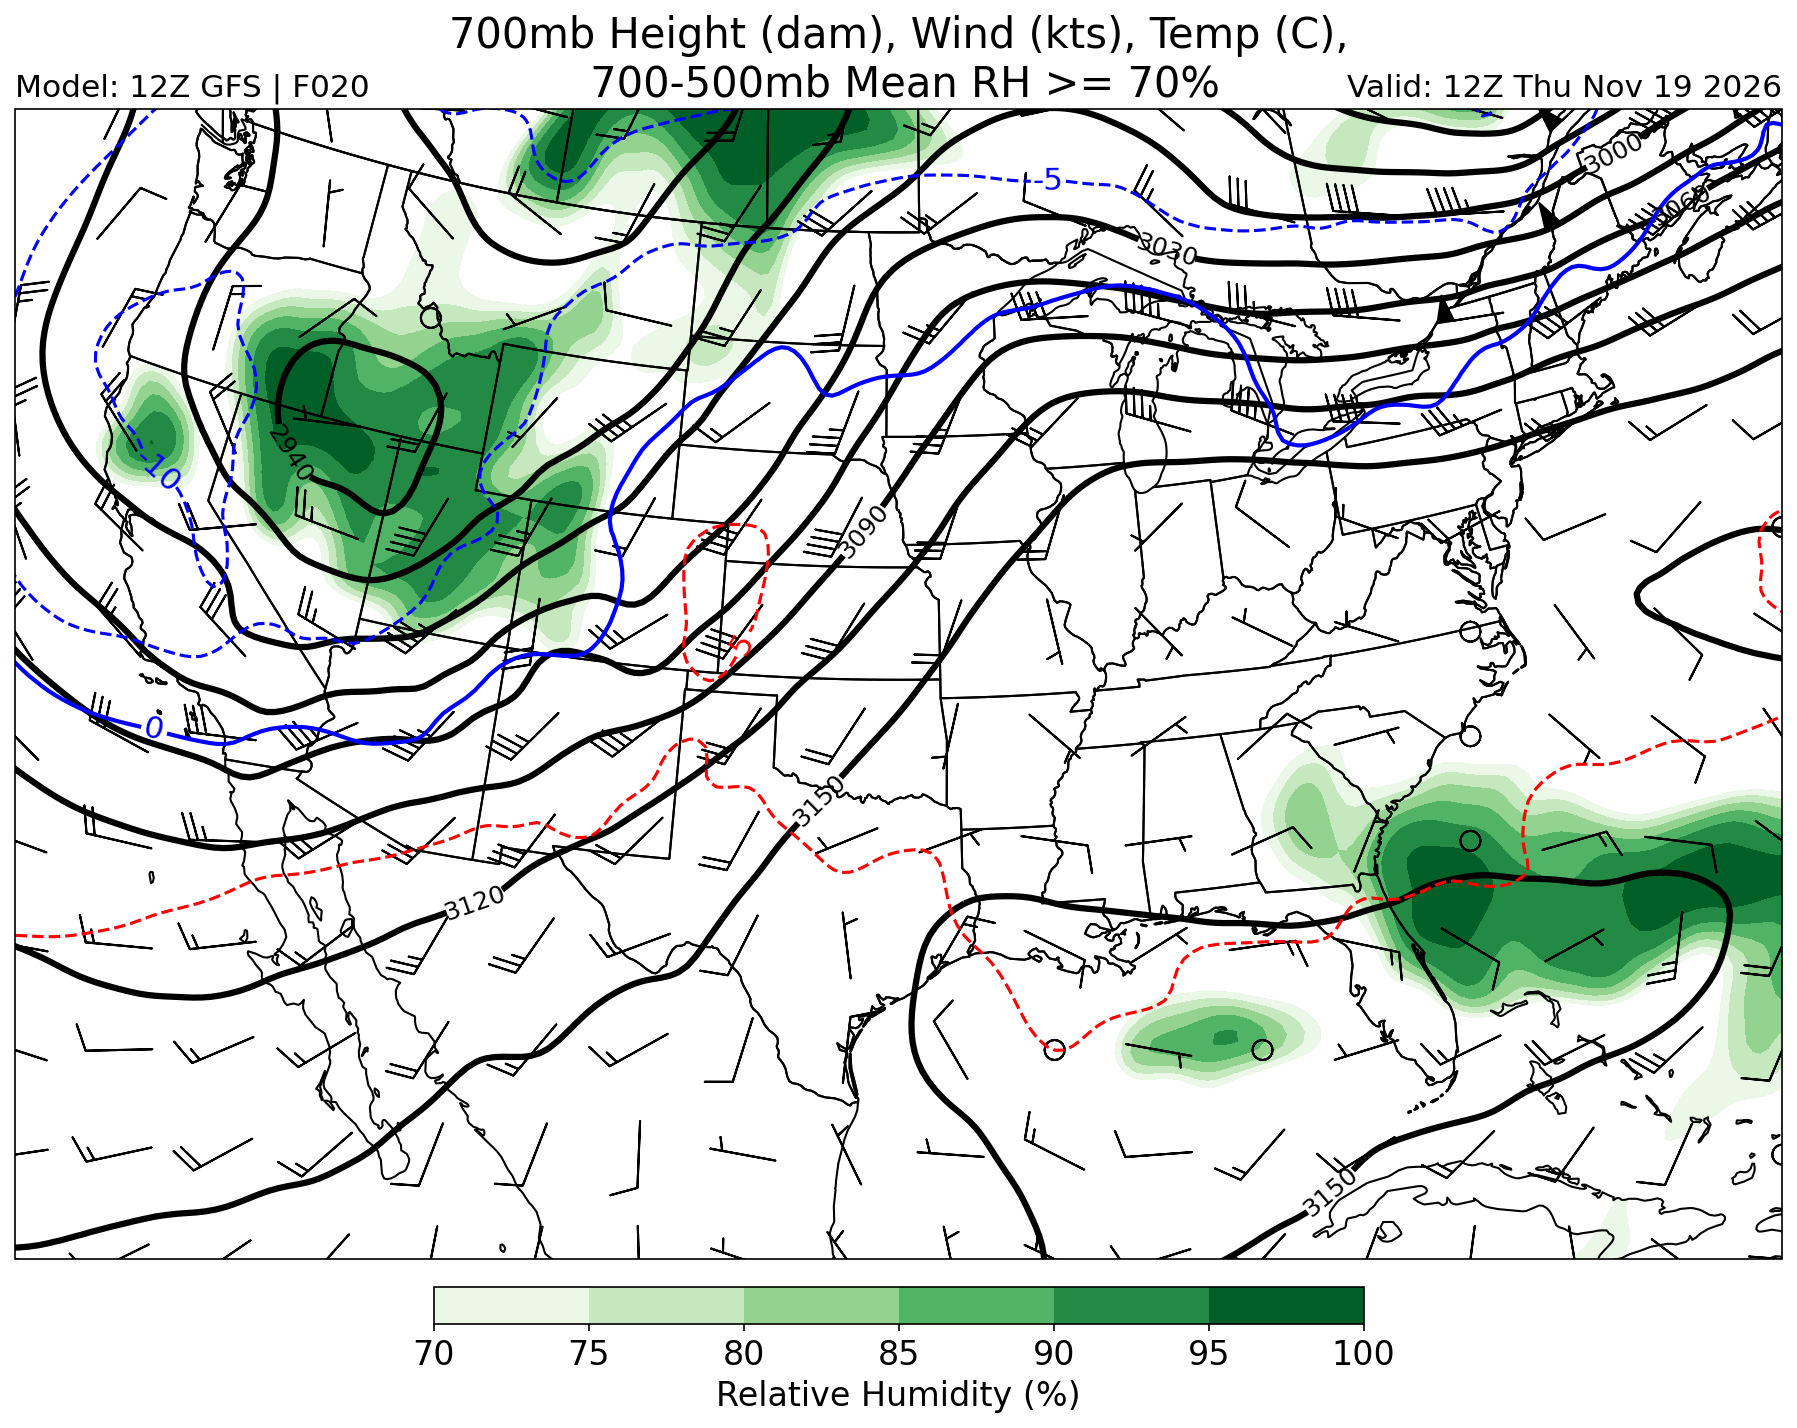 700mb Height (dam), Wind (kts), Temp (C),
Model: 12Z GFS | F020
700-500mb Mean RH >= 70%
Valid: 12Z Thu Nov 19 2026
3000
-5
3060
3030
2940
-10
3090
5
0
3150
3120
3150
70 75 80 85 90 95 100
Relative Humidity (%)